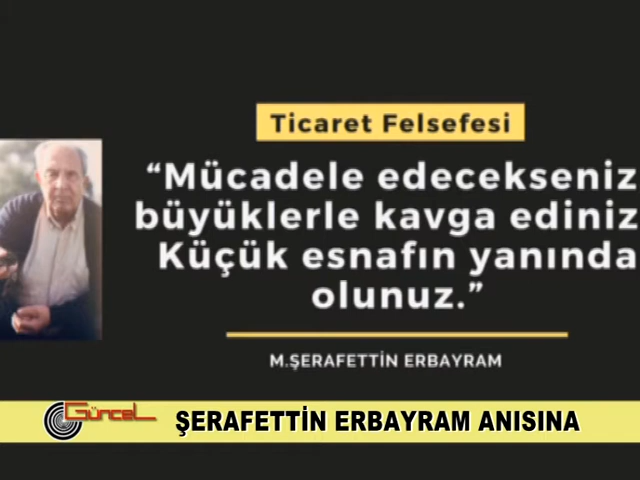 Ticaret Felsefesi
“Mücadele edecekseniz
büyüklerle kavga ediniz
Küçük esnafın yanında
olunuz.”
M.ŞERAFETTİN ERBAYRAM
Güncel
ŞERAFETTİN ERBAYRAM ANISINA